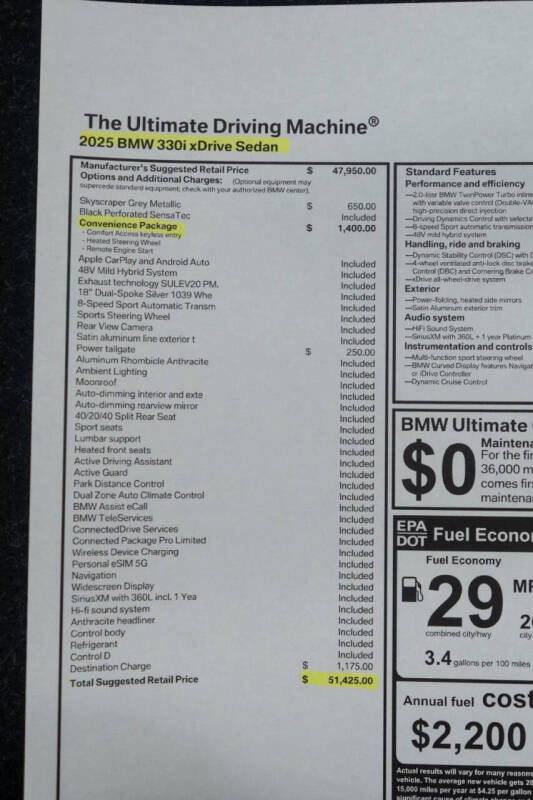 The Ultimate Driving Machine®
2025 BMW 330i xDrive Sedan
Manufacturer's Suggested Retail Price $ 47,950.00
Options and Additional Charges: (Optional equipment may
supercede standard equipment; check with your authorized BMW center).
Skyscraper Grey Metallic $ 650.00
Black Perforated SensaTec Included
Convenience Package $ 1,400.00
- Comfort Access keyless entry
- Heated Steering Wheel
- Remote Engine Start
Apple CarPlay and Android Auto Included
48V Mild Hybrid System Included
Exhaust technology SULEV20 PM. Included
18" Dual-Spoke Silver 1039 Whe Included
8-Speed Sport Automatic Transm Included
Sports Steering Wheel Included
Rear View Camera Included
Satin aluminum line exterior t Included
Power tailgate $ 250.00
Aluminum Rhombicle Anthracite Included
Ambient Lighting Included
Moonroof Included
Auto-dimming interior and exte Included
Auto-dimming rearview mirror Included
40/20/40 Split Rear Seat Included
Sport seats Included
Lumbar support Included
Heated front seats Included
Active Driving Assistant Included
Active Guard Included
Park Distance Control Included
Dual Zone Auto Climate Control Included
BMW Assist eCall Included
BMW TeleServices Included
ConnectedDrive Services Included
Connected Package Pro Limited Included
Wireless Device Charging Included
Personal eSIM 5G Included
Navigation Included
Widescreen Display Included
SiriusXM with 360L incl. 1 Yea Included
Hi-fi sound system Included
Anthracite headliner Included
Control body Included
Refrigerant Included
Control D Included
Destination Charge $ 1,175.00
Total Suggested Retail Price $ 51,425.00
Standard Features
Performance and efficiency
—2.0-liter BMW TwinPower Turbo inline
with variable valve control (Double-VA
high-precision direct injection
—Driving Dynamics Control with selecta
—8-speed Sport automatic transmission
—48V mild hybrid system
Handling, ride and braking
—Dynamic Stability Control (DSC) with D
—4-wheel ventilated anti-lock disc brake
Control (DBC) and Cornering Brake Co
—xDrive all-wheel-drive system
Exterior
—Power-folding, heated side mirrors
—Satin Aluminum exterior trim
Audio system
—HiFi Sound System
—SiriusXM with 360L + 1 year Platinum
Instrumentation and controls
—Multi-function sport steering wheel
—BMW Curved Display features Navigat
or iDrive Controller
—Dynamic Cruise Control
BMW Ultimate
$0
Maintena
For the fir
36,000 m
comes firs
maintena
EPA
DOT Fuel Econo
Fuel Economy
29 MP
combined city/hwy city
3.4 gallons per 100 miles
Annual fuel cost
$2,200
Actual results will vary for many reasons
vehicle. The average new vehicle gets 28
15,000 miles per year at $4.25 per gallon